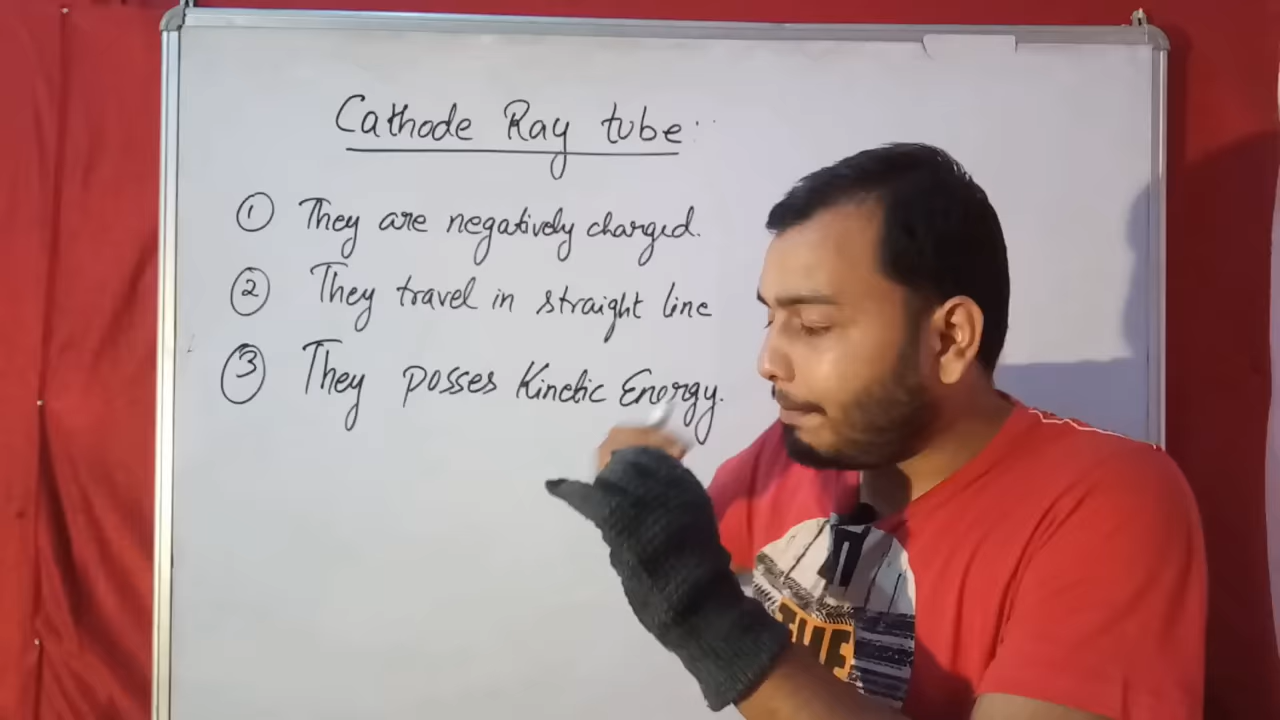 Cathode Ray tube:
① They are negatively charged.
② They travel in straight line
③ They posses Kinetic Energy.